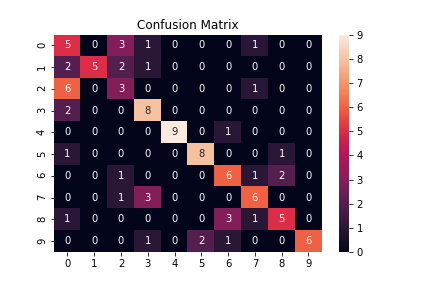 Confusion Matrix
0 5 0 3 1 0 0 0 1 0 0
1 2 5 2 1 0 0 0 0 0 0
2 6 0 3 0 0 0 0 1 0 0
3 2 0 0 8 0 0 0 0 0 0
4 0 0 0 0 9 0 1 0 0 0
5 1 0 0 0 0 8 0 0 1 0
6 0 0 1 0 0 0 6 1 2 0
7 0 0 1 3 0 0 0 6 0 0
8 1 0 0 0 0 0 3 1 5 0
9 0 0 0 1 0 2 1 0 0 6
0 1 2 3 4 5 6 7 8 9
9
8
7
6
5
4
3
2
1
0